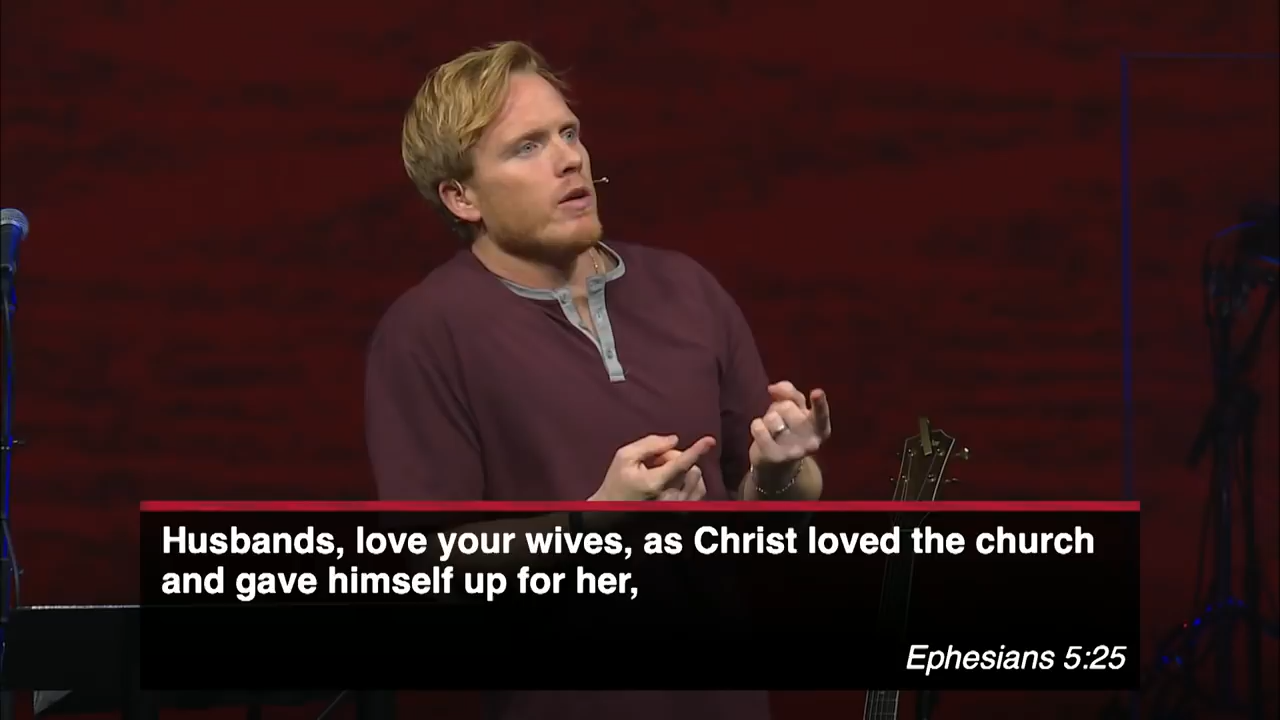 Husbands, love your wives, as Christ loved the church
and gave himself up for her,
Ephesians 5:25